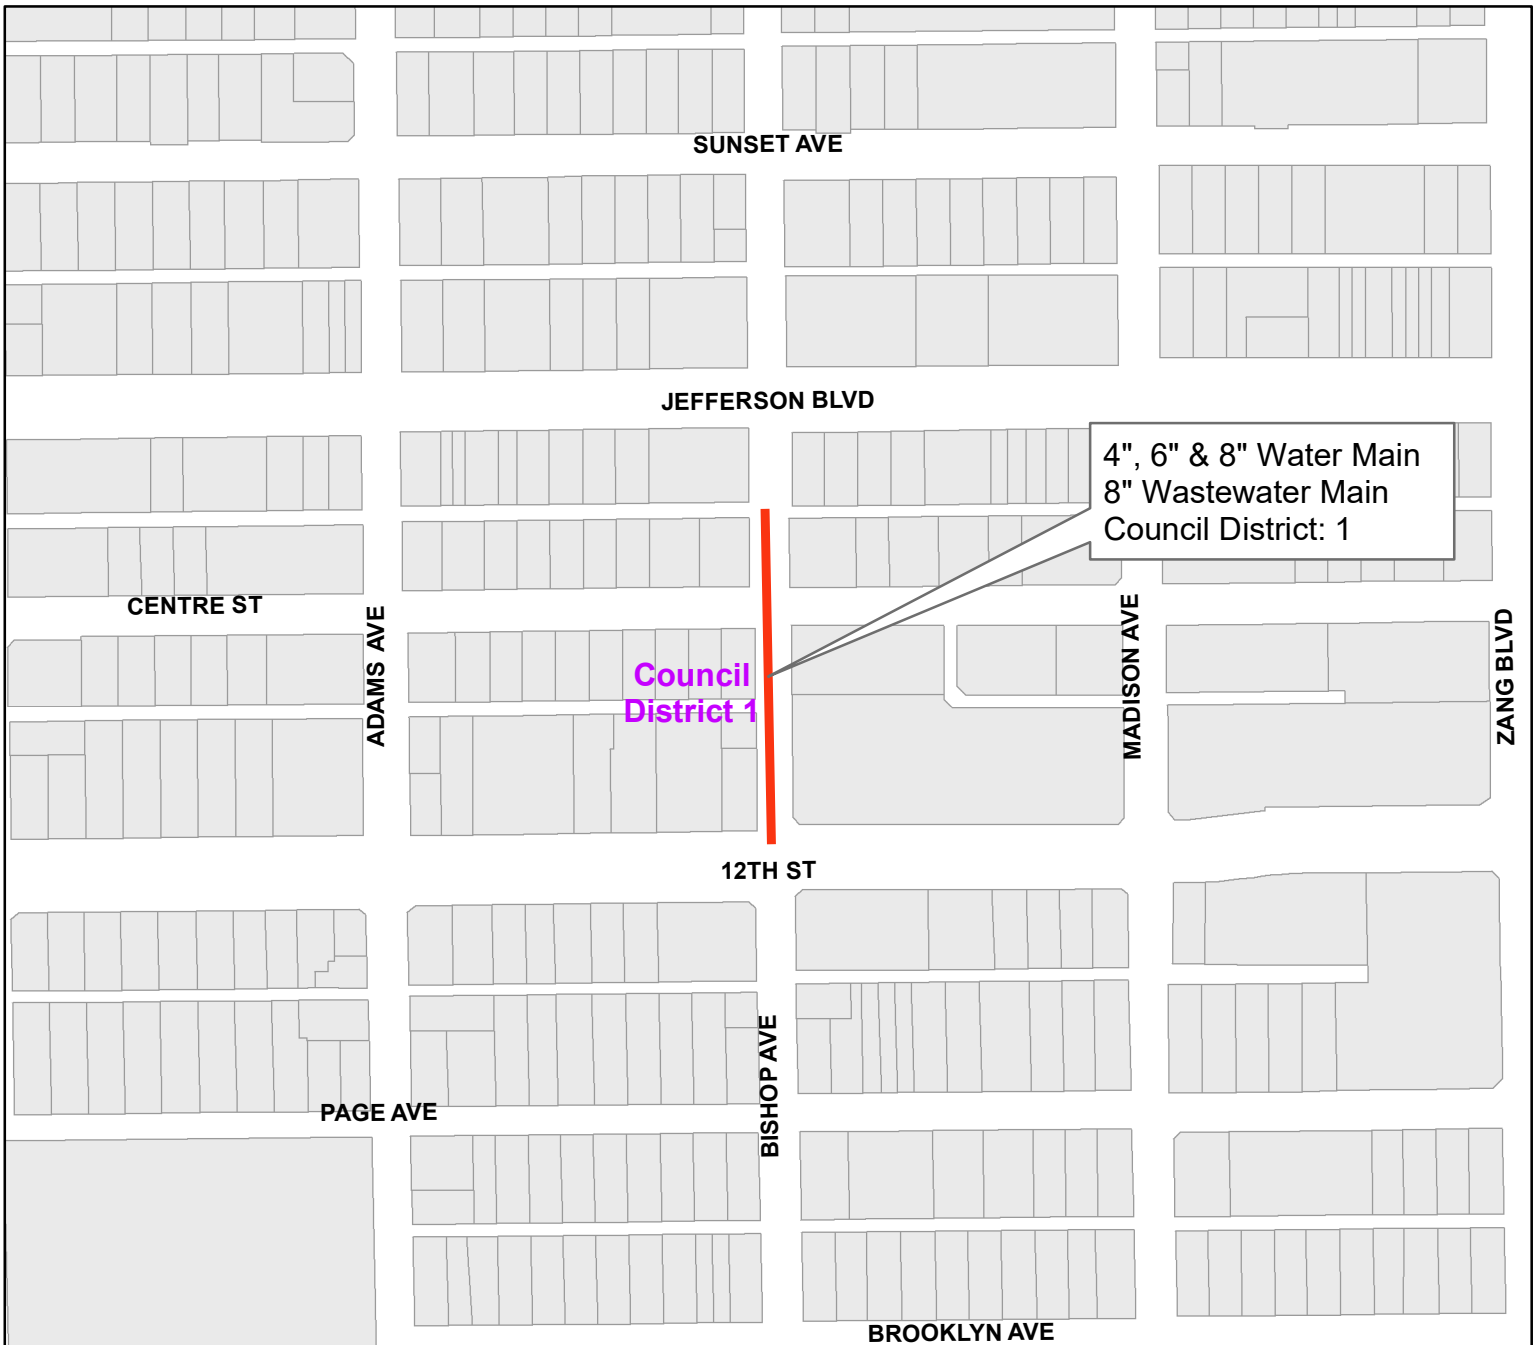 SUNSET AVE
JEFFERSON BLVD
4", 6" & 8" Water Main
8" Wastewater Main
Council District: 1
CENTRE ST
ADAMS AVE
MADISON AVE
ZANG BLVD
Council
District 1
12TH ST
BISHOP AVE
PAGE AVE
BROOKLYN AVE